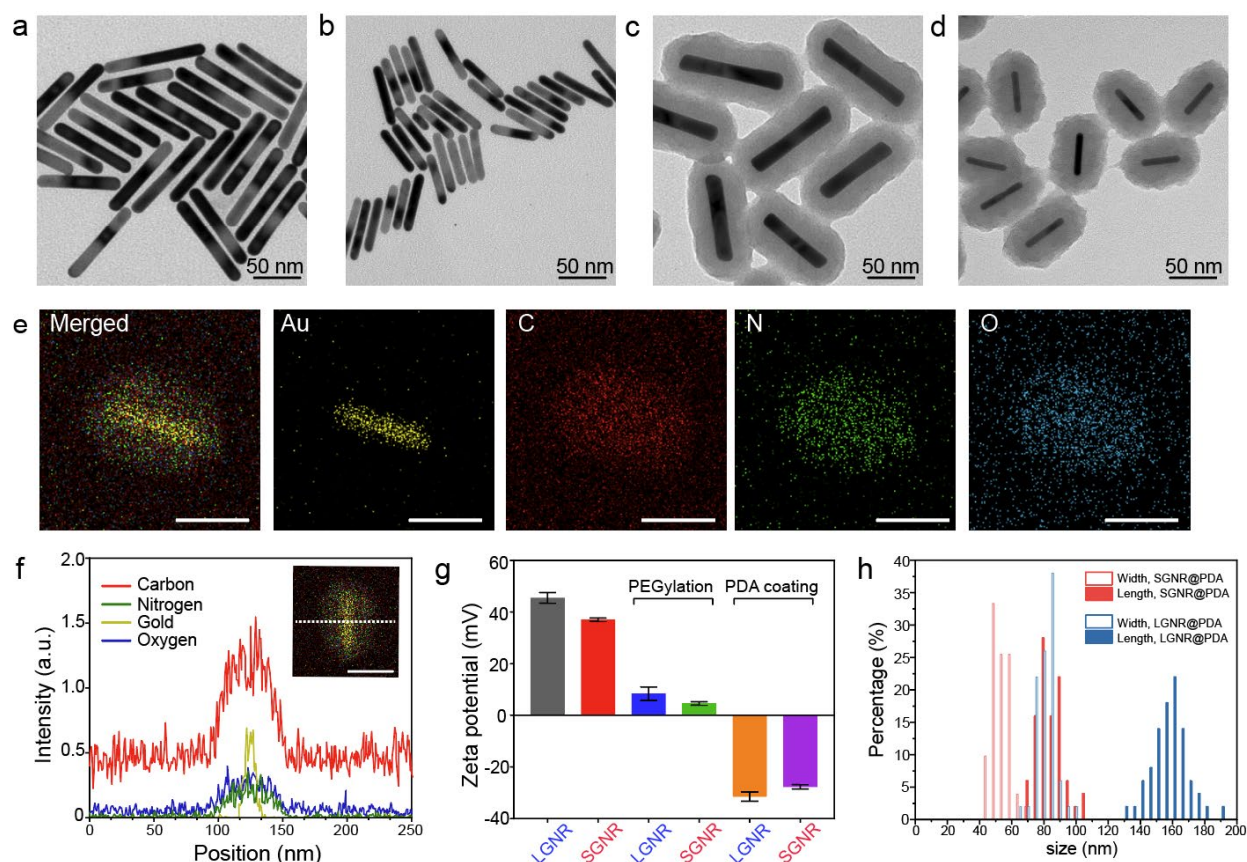 a
b
c
d
50 nm
50 nm
50 nm
50 nm
e
Merged
Au
C
N
O
f
2.0
1.5
1.0
0.5
0
Intensity (a.u.)
Carbon
Nitrogen
Gold
Oxygen
0 50 100 150 200 250
Position (nm)
g
60
40
20
0
-20
-40
Zeta potential (mV)
PEGylation
PDA coating
LGNR
SGNR
LGNR
SGNR
LGNR
SGNR
h
40
35
30
25
20
15
10
5
0
Percentage (%)
Width, SGNR@PDA
Length, SGNR@PDA
Width, LGNR@PDA
Length, LGNR@PDA
0 20 40 60 80 100 120 140 160 180 200
size (nm)